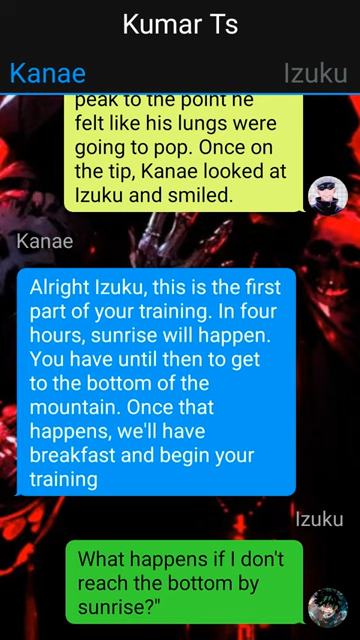 Kumar Ts
Kanae
Izuku
peak to the point he
felt like his lungs were
going to pop. Once on
the tip, Kanae looked at
Izuku and smiled.
Kanae
Alright Izuku, this is the first
part of your training. In four
hours, sunrise will happen.
You have until then to get
to the bottom of the
mountain. Once that
happens, we'll have
breakfast and begin your
training
Izuku
What happens if I don't
reach the bottom by
sunrise?"